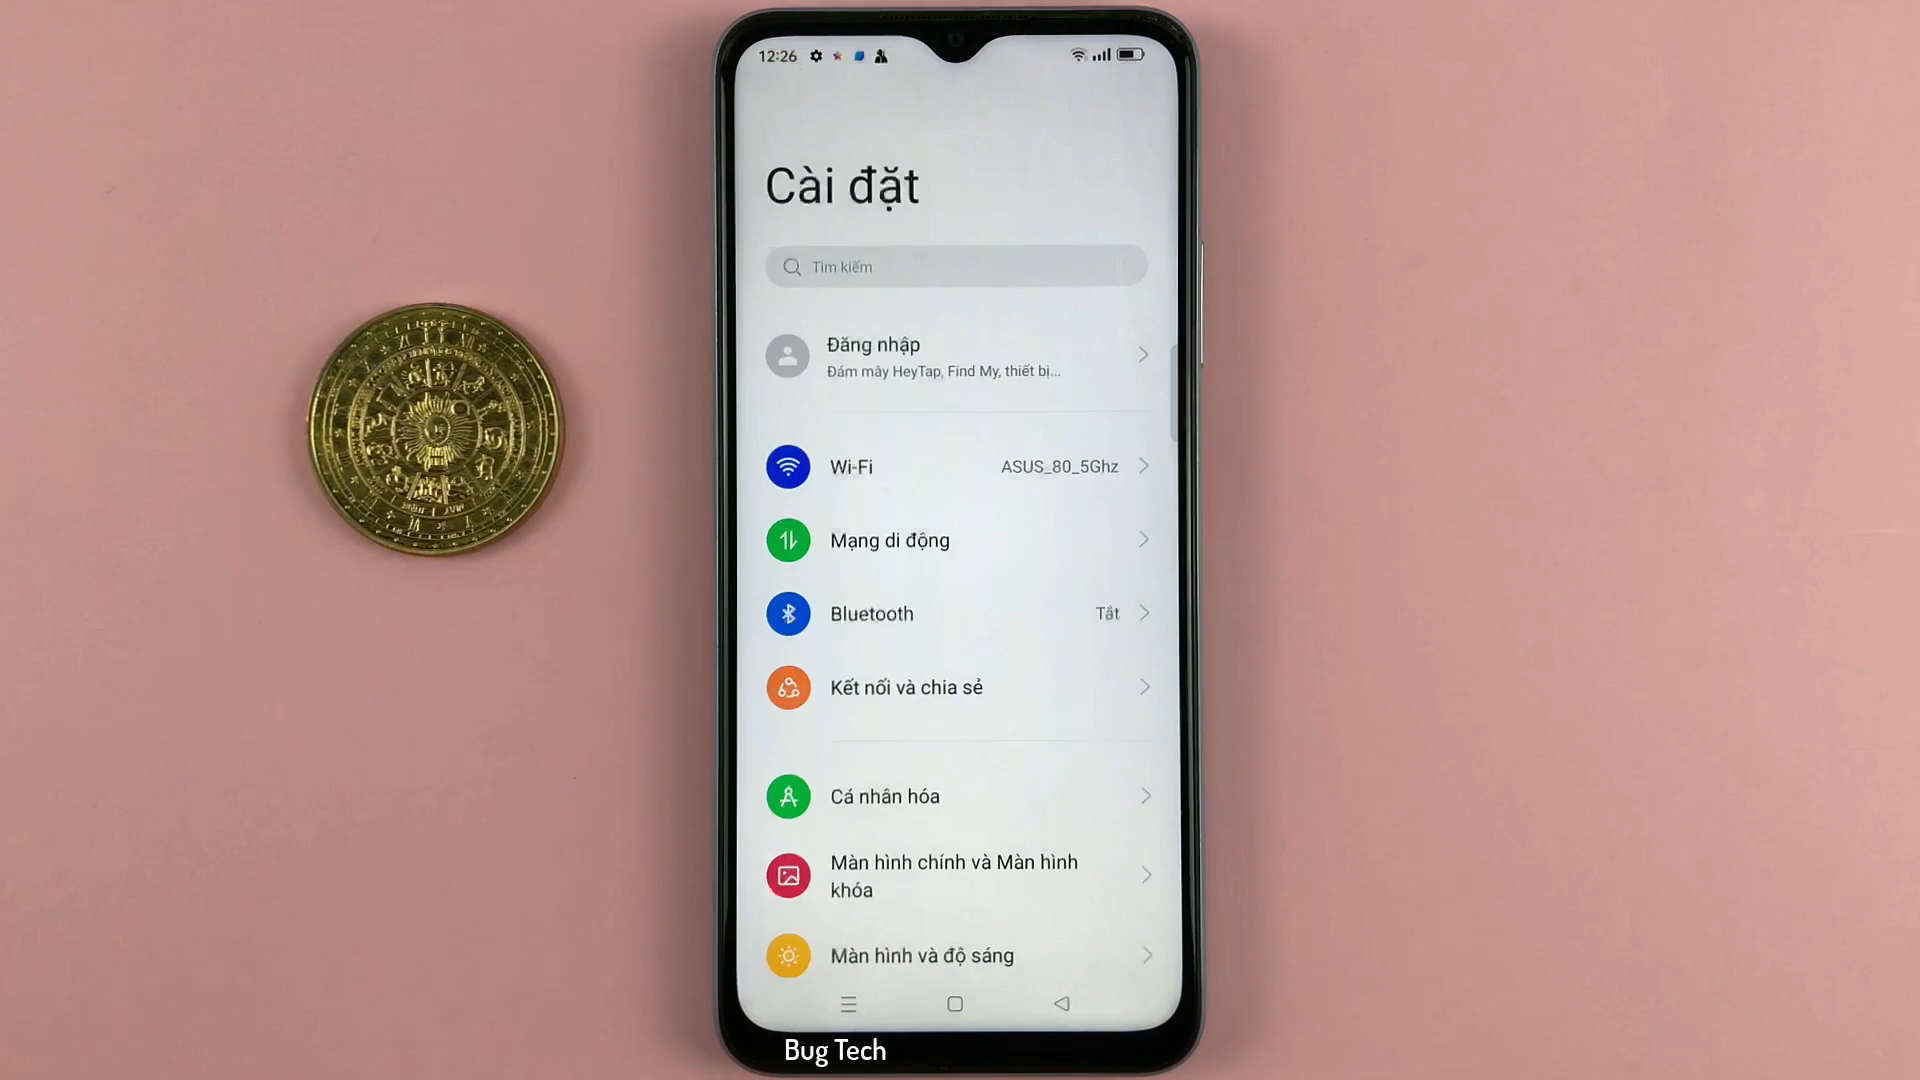 12:26
Cài đặt
Tìm kiếm
Đăng nhập
Đám mây HeyTap, Find My, thiết bị...
Wi-Fi
ASUS_80_5Ghz
Mạng di động
Bluetooth
Tắt
Kết nối và chia sẻ
Cá nhân hóa
Màn hình chính và Màn hình
khóa
Màn hình và độ sáng
Bug Tech